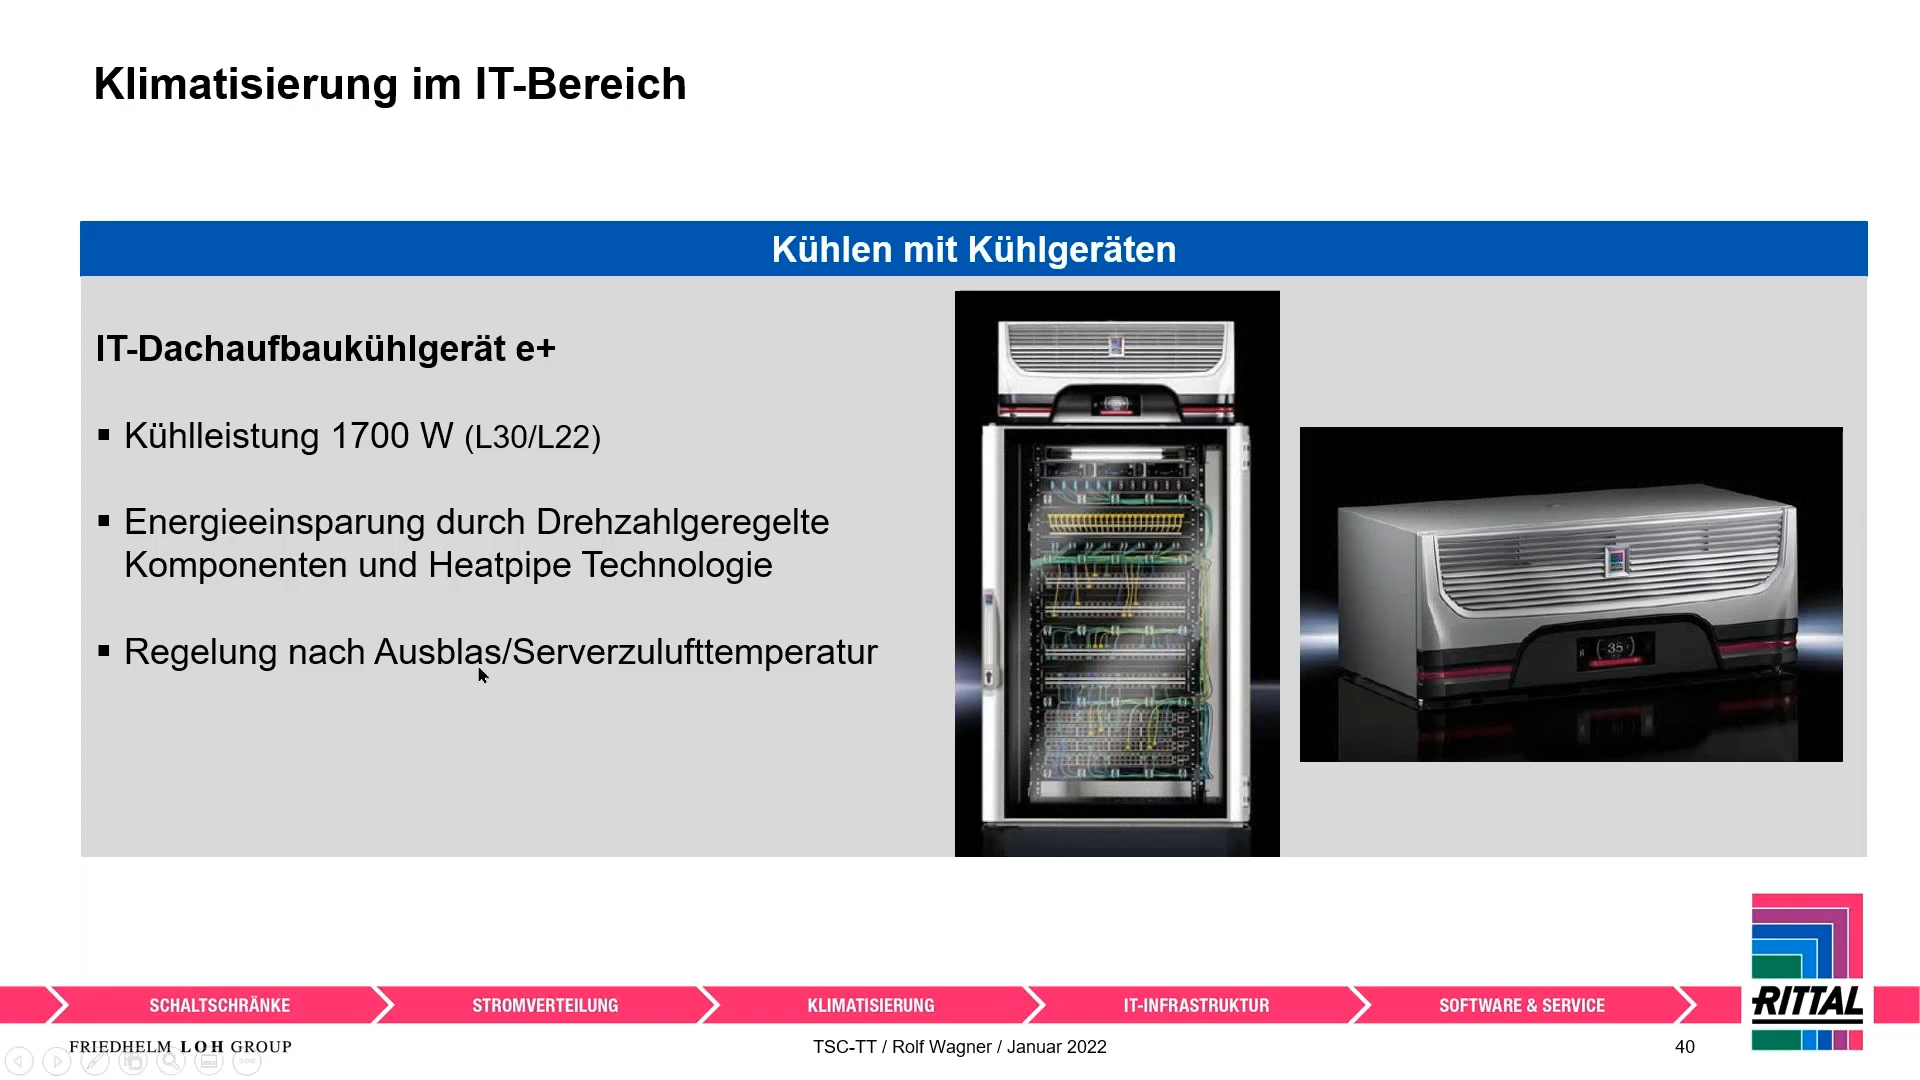 Klimatisierung im IT-Bereich
Kühlen mit Kühlgeräten
IT-Dachaufbaukühlgerät e+
▪ Kühlleistung 1700 W (L30/L22)
▪ Energieeinsparung durch Drehzahlgeregelte
Komponenten und Heatpipe Technologie
▪ Regelung nach Ausblas/Serverzulufttemperatur
35
SCHALTSCHRÄNKE
STROMVERTEILUNG
KLIMATISIERUNG
IT-INFRASTRUKTUR
SOFTWARE & SERVICE
RITTAL
FRIEDHELM LOH GROUP
TSC-TT / Rolf Wagner / Januar 2022
40